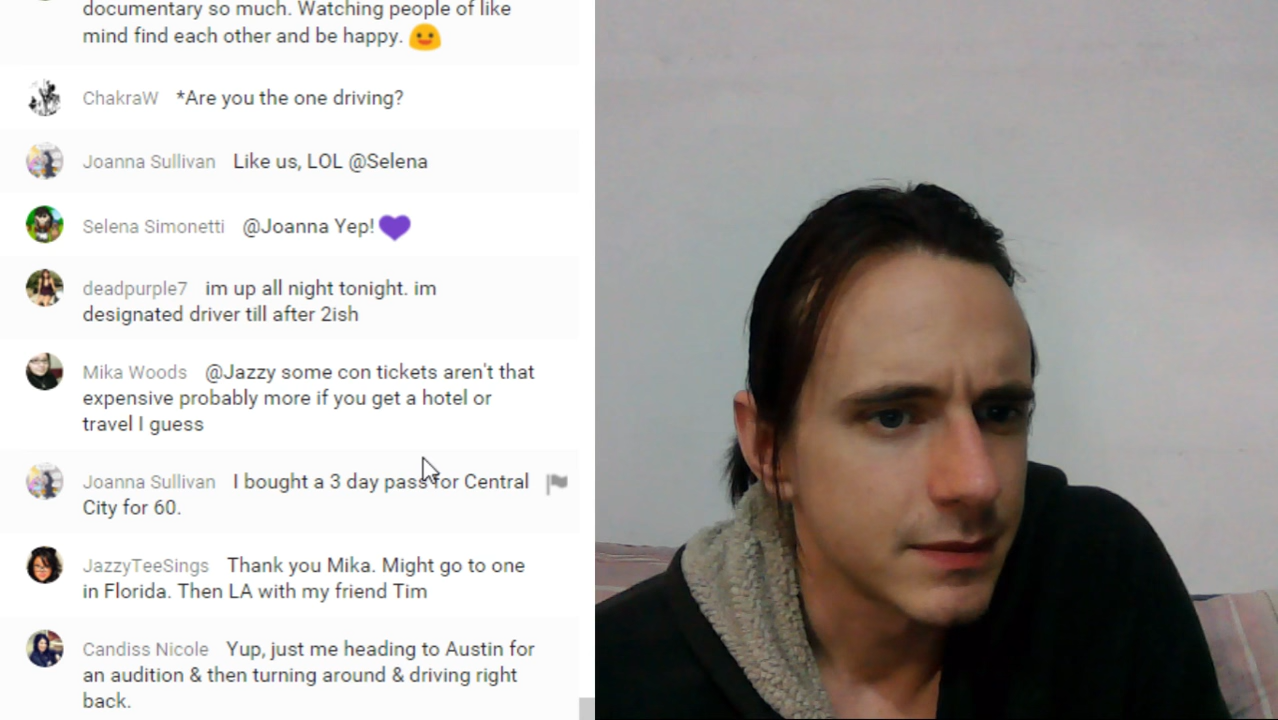 documentary so much. Watching people of like
mind find each other and be happy.
ChakraW *Are you the one driving?
Joanna Sullivan Like us, LOL @Selena
Selena Simonetti @Joanna Yep!
deadpurple7 im up all night tonight. im
designated driver till after 2ish
Mika Woods @Jazzy some con tickets aren't that
expensive probably more if you get a hotel or
travel I guess
Joanna Sullivan I bought a 3 day pass for Central
City for 60.
JazzyTeeSings Thank you Mika. Might go to one
in Florida. Then LA with my friend Tim
Candiss Nicole Yup, just me heading to Austin for
an audition & then turning around & driving right
back.